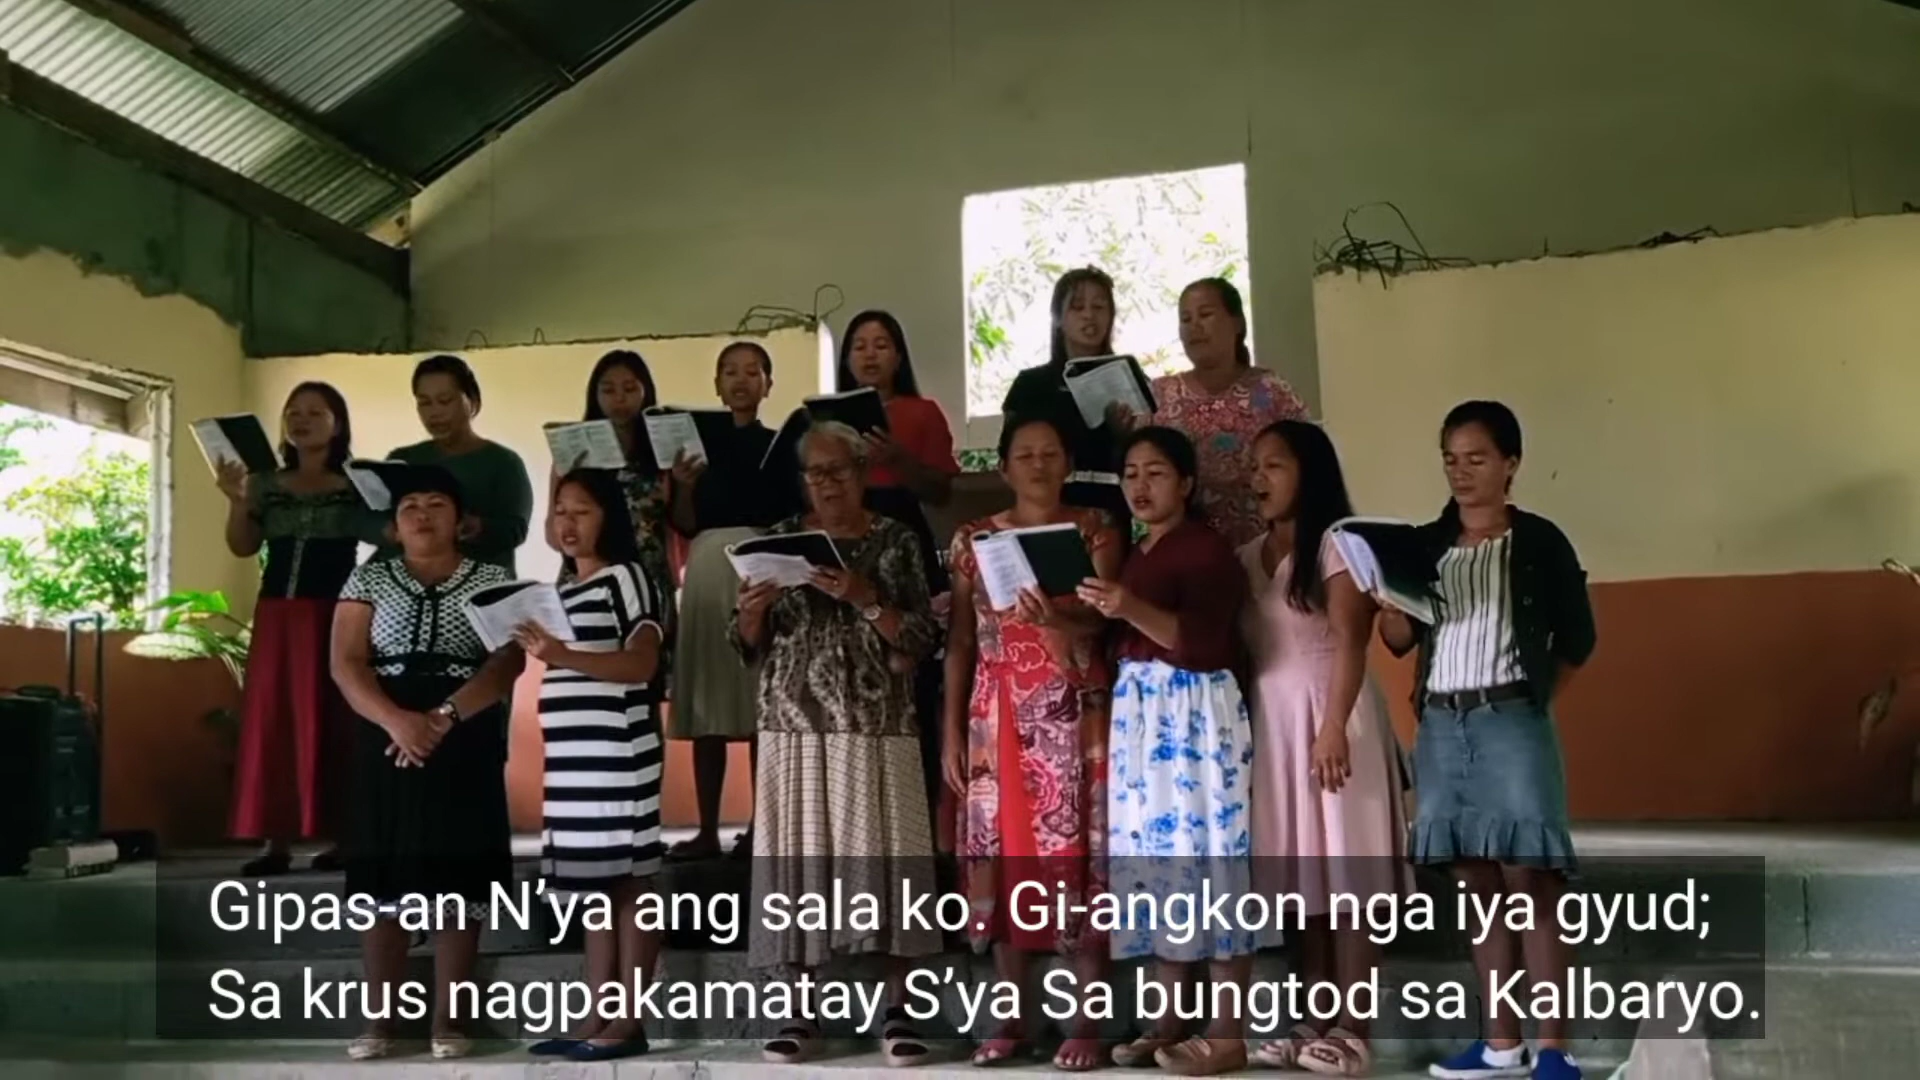 Gipas-an N’ya ang sala ko. Gi-angkon nga iya gyud;
Sa krus nagpakamatay S’ya Sa bungtod sa Kalbaryo.